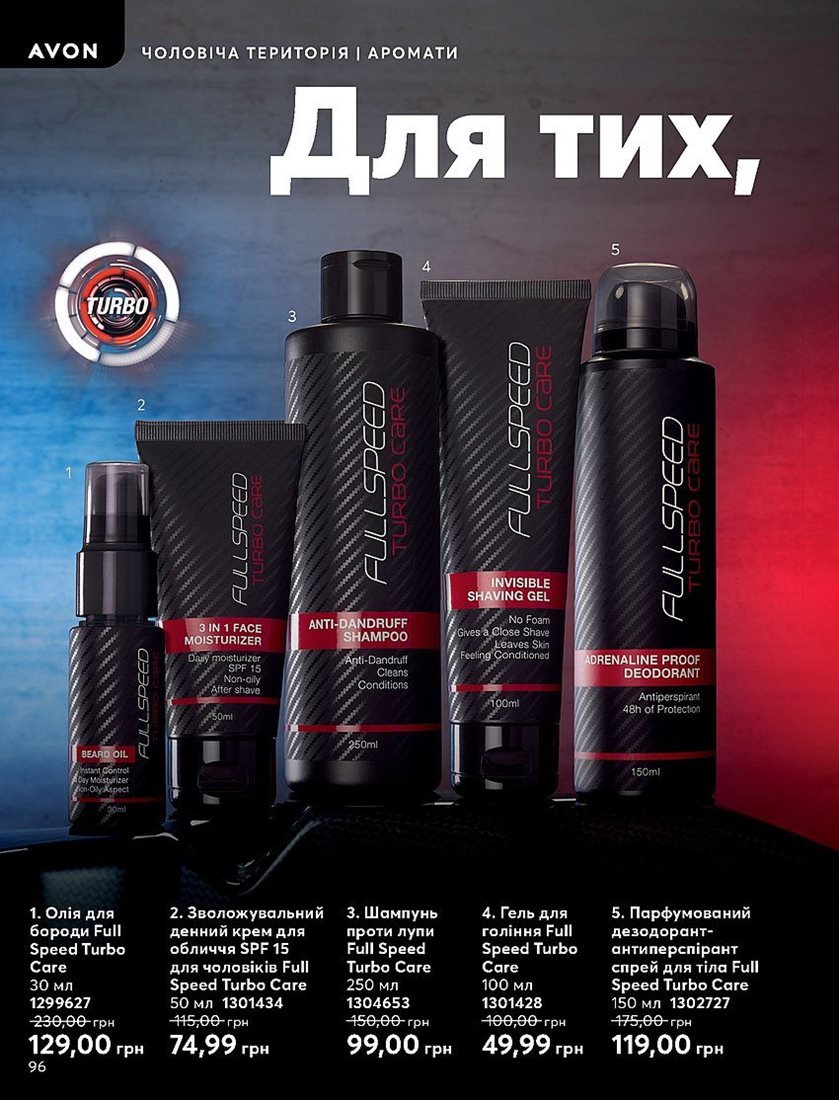 AVON
ЧОЛОВІЧА ТЕРИТОРІЯ | АРОМАТИ
Для тих,
TURBO
1
2
3
4
5
FULLSPEED
TURBO CARE
BEARD OIL
Instant Control
Day Moisturizer
Non-Oily Aspect
30ml
FULLSPEED
TURBO CARE
3 IN 1 FACE
MOISTURIZER
Daily moisturizer
SPF 15
Non-oily
After shave
50ml
FULLSPEED
TURBO CARE
ANTI-DANDRUFF
SHAMPOO
Anti-Dandruff
Cleans
Conditions
250ml
FULLSPEED
TURBO CARE
INVISIBLE
SHAVING GEL
No Foam
Gives a Close Shave
Leaves Skin
Feeling Conditioned
100ml
FULLSPEED
TURBO CARE
ADRENALINE PROOF
DEODORANT
Antiperspirant
48h of Protection
150ml
1. Олія для
бороди Full
Speed Turbo
Care
30 мл
1299627
230,00 грн
129,00 грн
2. Зволожувальний
денний крем для
обличчя SPF 15
для чоловіків Full
Speed Turbo Care
50 мл 1301434
115,00 грн
74,99 грн
3. Шампунь
проти лупи
Full Speed
Turbo Care
250 мл
1304653
150,00 грн
99,00 грн
4. Гель для
гоління Full
Speed Turbo
Care
100 мл
1301428
100,00 грн
49,99 грн
5. Парфумований
дезодорант-
антиперспірант
спрей для тіла Full
Speed Turbo Care
150 мл 1302727
175,00 грн
119,00 грн
96